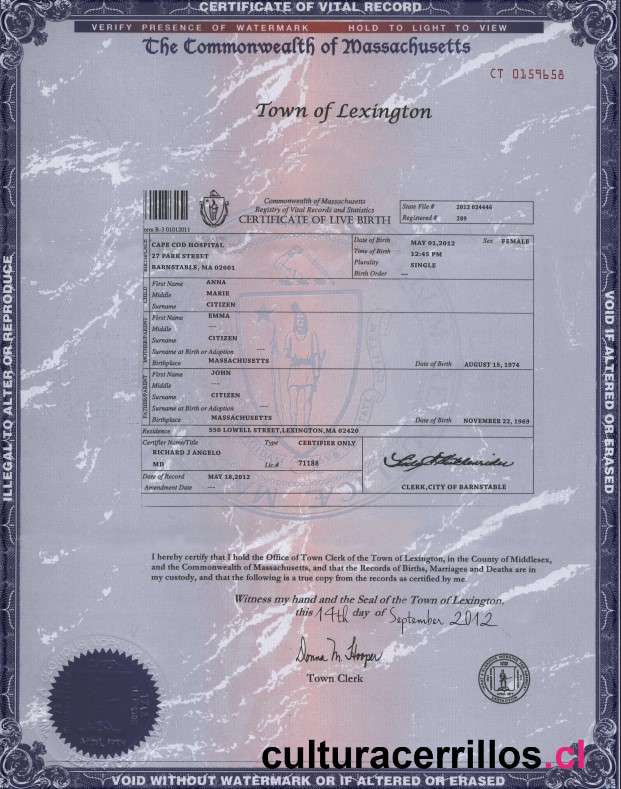 CERTIFICATE OF VITAL RECORD
VERIFY PRESENCE OF WATERMARK HOLD TO LIGHT TO VIEW
The Commonwealth of Massachusetts
CT 0159658
Town of Lexington
Commonwealth of Massachusetts
Registry of Vital Records and Statistics
CERTIFICATE OF LIVE BIRTH
State File # 2012 024446
Registered # 289
Form R-3 01012011
BIRTHPLACE
CAPE COD HOSPITAL
27 PARK STREET
BARNSTABLE, MA 02601
Date of Birth MAY 01,2012 Sex FEMALE
Time of Birth 12:45 PM
Plurality SINGLE
Birth Order ---
CHILD
First Name ANNA
Middle MARIE
Surname CITIZEN
MOTHER/PARENT
First Name EMMA
Middle ---
Surname CITIZEN
Surname at Birth or Adoption ---
Birthplace MASSACHUSETTS Date of Birth AUGUST 15, 1974
FATHER/PARENT
First Name JOHN
Middle ---
Surname CITIZEN
Surname at Birth or Adoption
Birthplace MASSACHUSETTS Date of Birth NOVEMBER 22, 1969
Residence 550 LOWELL STREET,LEXINGTON,MA 02420
Certifier Name/Title Type CERTIFIER ONLY
RICHARD J ANGELO
MD Lic.# 71188
Date of Record MAY 18,2012
Amendment Date ---
CLERK,CITY OF BARNSTABLE
I hereby certify that I hold the Office of Town Clerk of the Town of Lexington, in the County of Middlesex,
and the Commonwealth of Massachusetts, and that the Records of Births, Marriages and Deaths are in
my custody, and that the following is a true copy from the records as certified by me.
Witness my hand and the Seal of the Town of Lexington,
this 14th day of September 2012
Donna M. Hooper
Town Clerk
culturacerrillos.cl
VOID WITHOUT WATERMARK OR IF ALTERED OR ERASED
ILLEGAL TO ALTER OR REPRODUCE
VOID IF ALTERED OR ERASED